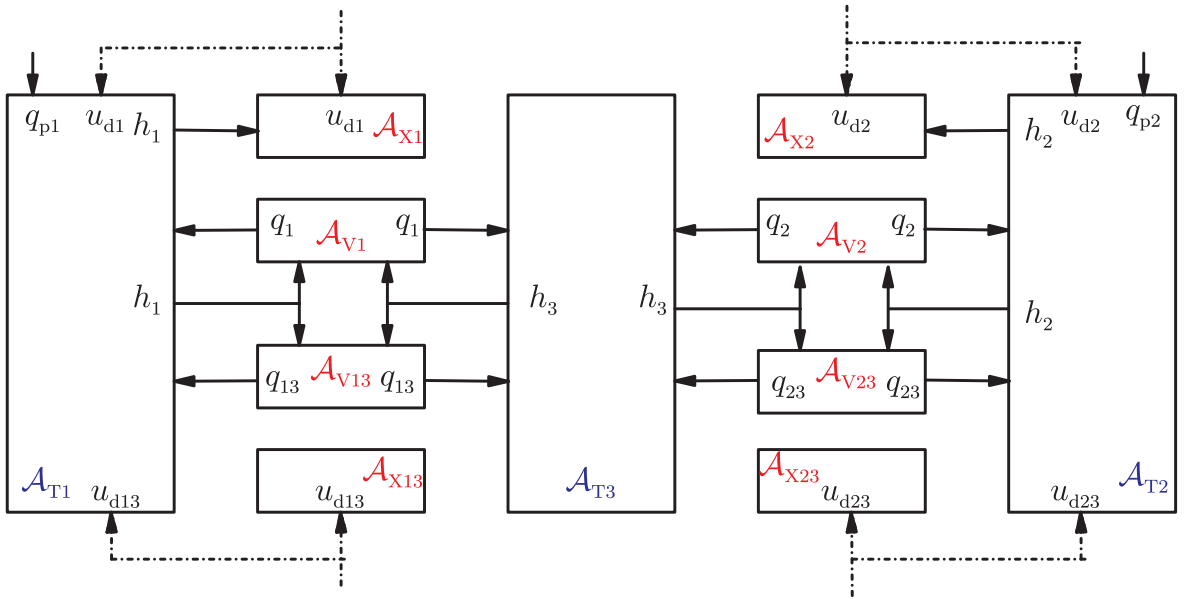 q_p1 u_d1 h_1
u_d1 𝒜_X1
u_d2 𝒜_X2
h_2 u_d2 q_p2
q_1 𝒜_V1 q_1
q_2 𝒜_V2 q_2
h_1
h_3
h_3
h_2
q_13 𝒜_V13 q_13
q_23 𝒜_V23 q_23
𝒜_T1
u_d13
𝒜_X13
u_d13
𝒜_T3
𝒜_X23
u_d23
u_d23
𝒜_T2